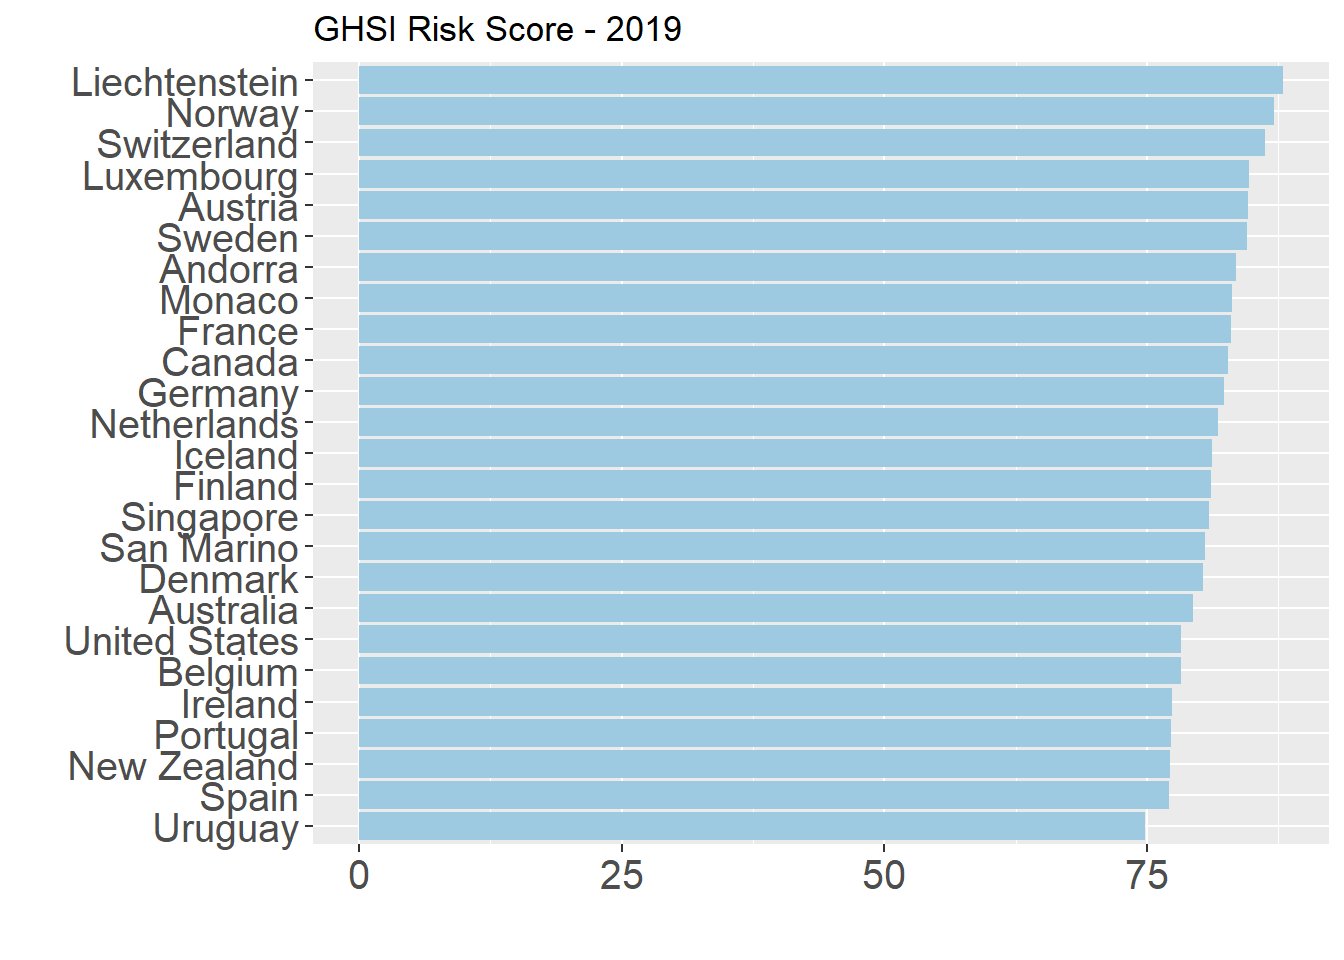 GHSI Risk Score - 2019
Liechtenstein
Norway
Switzerland
Luxembourg
Austria
Sweden
Andorra
Monaco
France
Canada
Germany
Netherlands
Iceland
Finland
Singapore
San Marino
Denmark
Australia
United States
Belgium
Ireland
Portugal
New Zealand
Spain
Uruguay
0 25 50 75